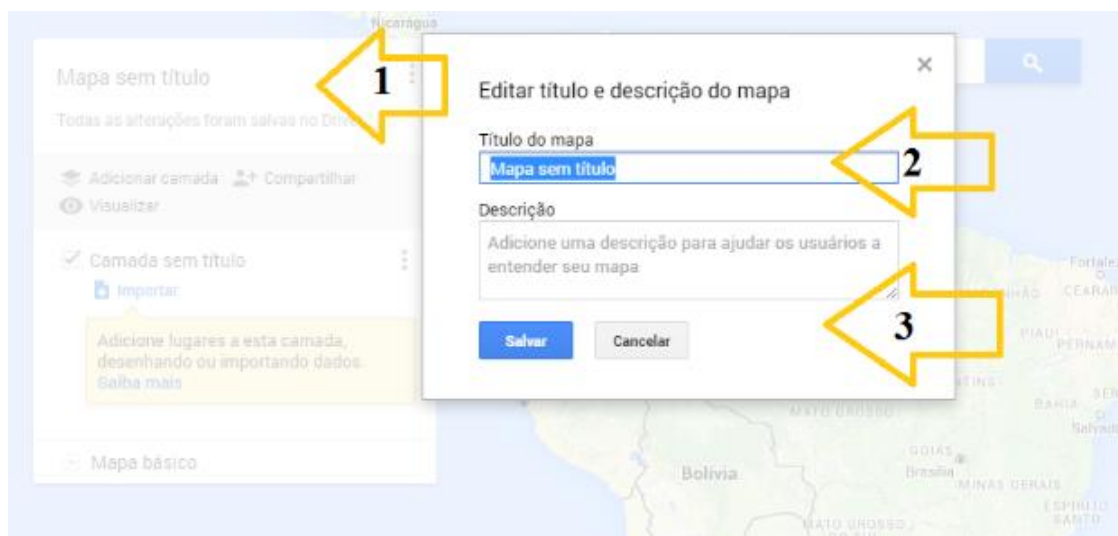 Nicarágua
Mapa sem título
1
Todas as alterações foram salvas no Drive
Adicionar camada
Compartilhar
Visualizar
Camada sem título
Importar
Adicione lugares a esta camada,
desenhando ou importando dados.
Saiba mais
Mapa básico
Editar título e descrição do mapa
Título do mapa
Mapa sem título
2
Descrição
Adicione uma descrição para ajudar os usuários a
entender seu mapa
3
Salvar
Cancelar
CEARÁ
PIAUÍ
BAHIA
MATO GROSSO
GOIÁS
Brasília
Bolívia
MINAS GERAIS
ESPÍRITO
SANTO
MATO GROSSO
DO SUL